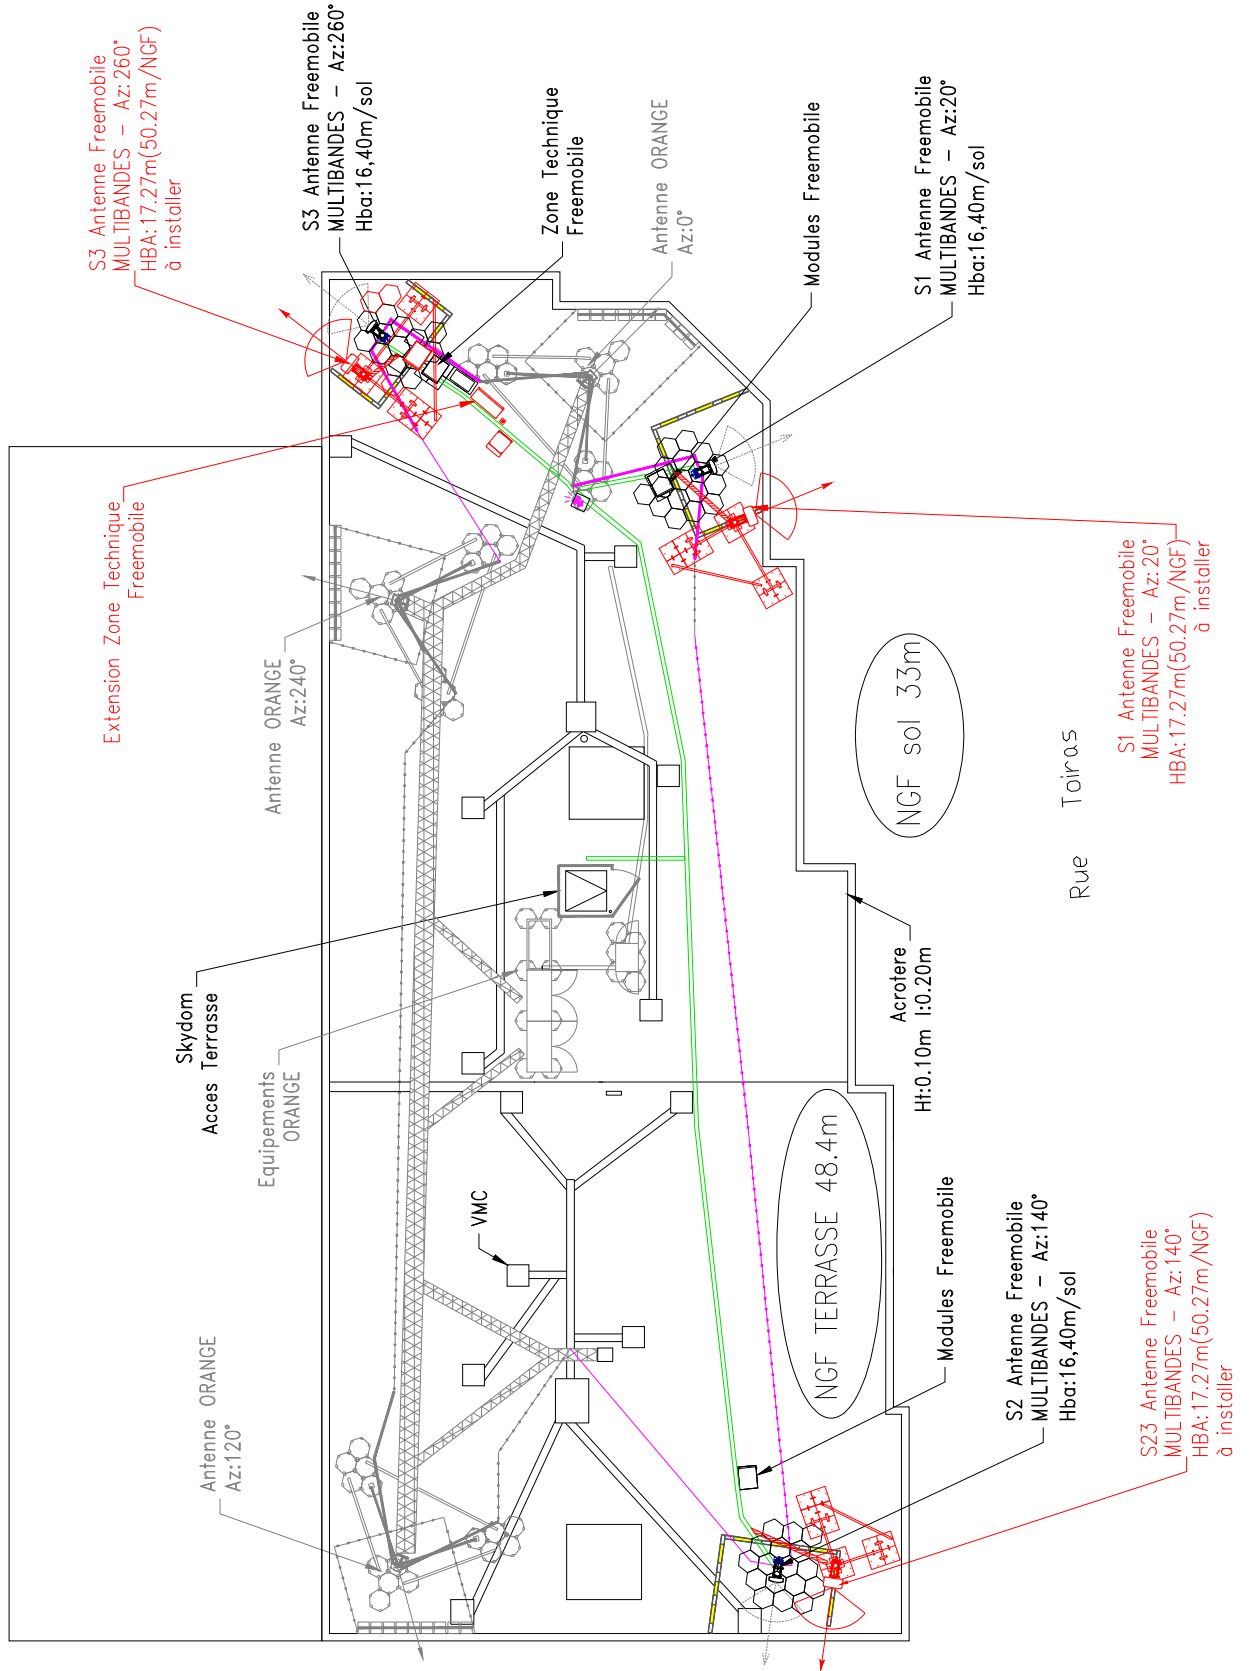 S3 Antenne Freemobile
MULTIBANDES - Az:260°
HBA:17.27m(50.27m/NGF)
à installer
S3 Antenne Freemobile
MULTIBANDES - Az:260°
Hba:16,40m/sol
Zone Technique
Freemobile
Antenne ORANGE
Az:0°
Modules Freemobile
S1 Antenne Freemobile
MULTIBANDES - Az:20°
Hba:16,40m/sol
Extension Zone Technique
Freemobile
Antenne ORANGE
Az:240°
S1 Antenne Freemobile
MULTIBANDES - Az:20°
HBA:17.27m(50.27m/NGF)
à installer
NGF sol 33m
Rue Toiras
Skydom
Acces Terrasse
Equipements
ORANGE
Acrotere
Ht:0.10m l:0.20m
VMC
NGF TERRASSE 48.4m
Modules Freemobile
S2 Antenne Freemobile
MULTIBANDES - Az:140°
Hba:16,40m/sol
Antenne ORANGE
Az:120°
S23 Antenne Freemobile
MULTIBANDES - Az:140°
HBA:17.27m(50.27m/NGF)
à installer